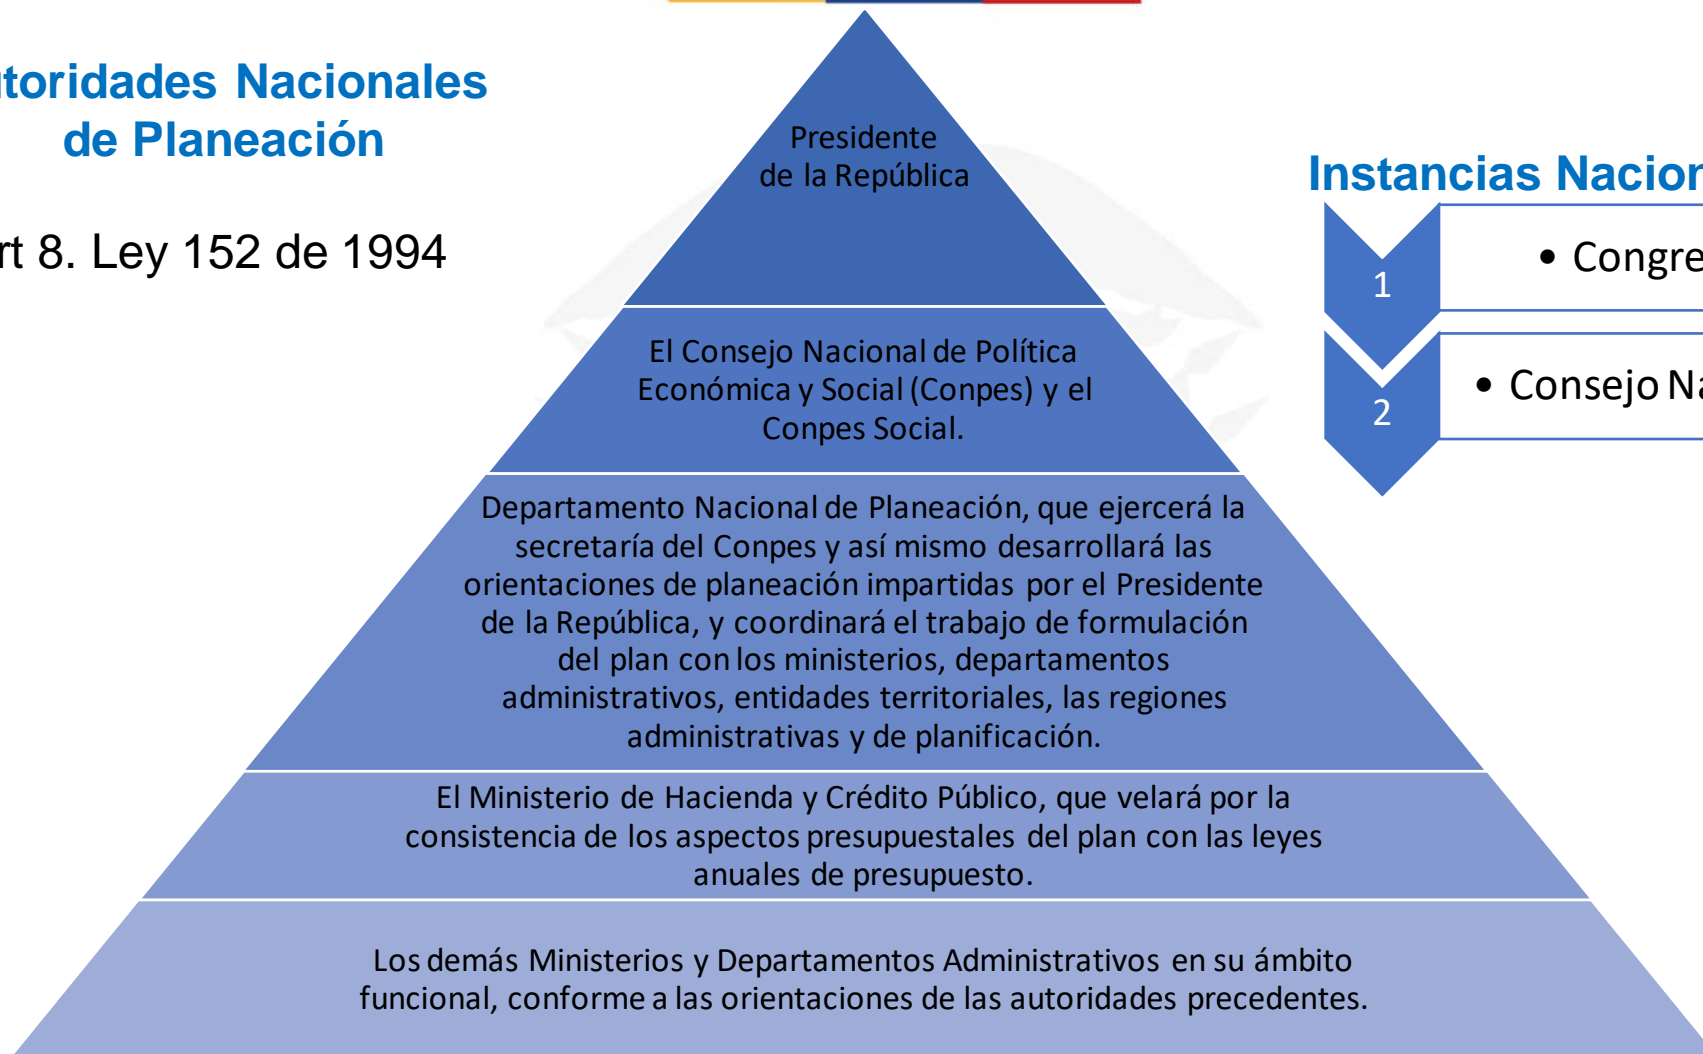 toridades Nacionales
de Planeación
rt 8. Ley 152 de 1994
Presidente
de la República
El Consejo Nacional de Política
Económica y Social (Conpes) y el
Conpes Social.
Departamento Nacional de Planeación, que ejercerá la
secretaría del Conpes y así mismo desarrollará las
orientaciones de planeación impartidas por el Presidente
de la República, y coordinará el trabajo de formulación
del plan con los ministerios, departamentos
administrativos, entidades territoriales, las regiones
administrativas y de planificación.
El Ministerio de Hacienda y Crédito Público, que velará por la
consistencia de los aspectos presupuestales del plan con las leyes
anuales de presupuesto.
Los demás Ministerios y Departamentos Administrativos en su ámbito
funcional, conforme a las orientaciones de las autoridades precedentes.
Instancias Nacion
1
• Congre
2
• Consejo Na